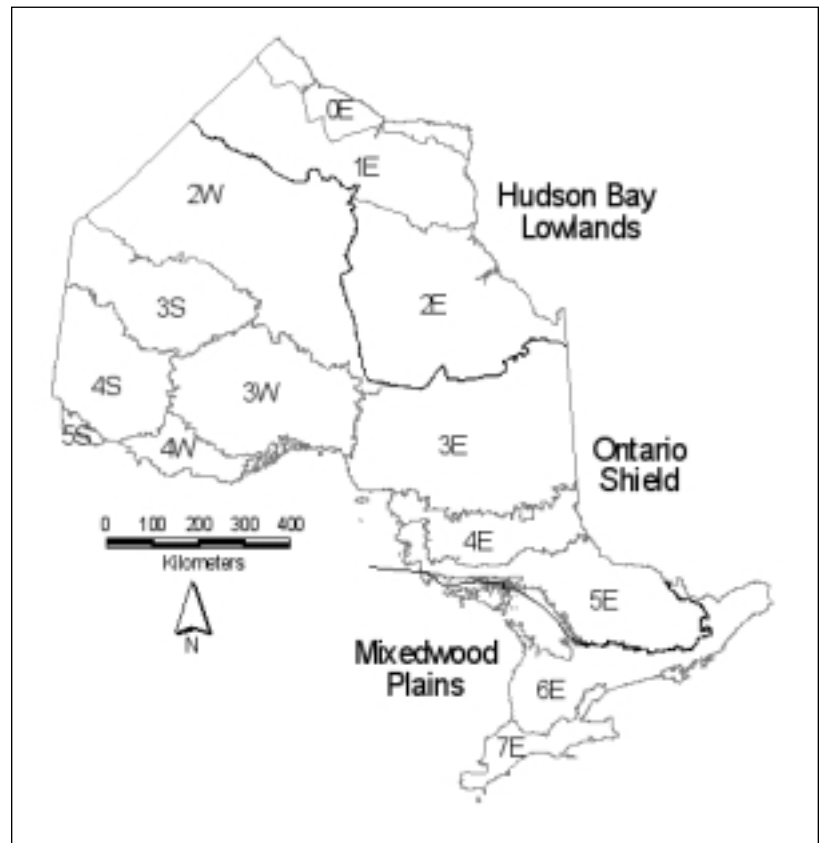 0E
1E
2W
Hudson Bay
Lowlands
3S
2E
4S
3W
5S
4W
3E
Ontario
Shield
0 100 200 300 400
Kilometers
4E
N
5E
Mixedwood
Plains
6E
7E